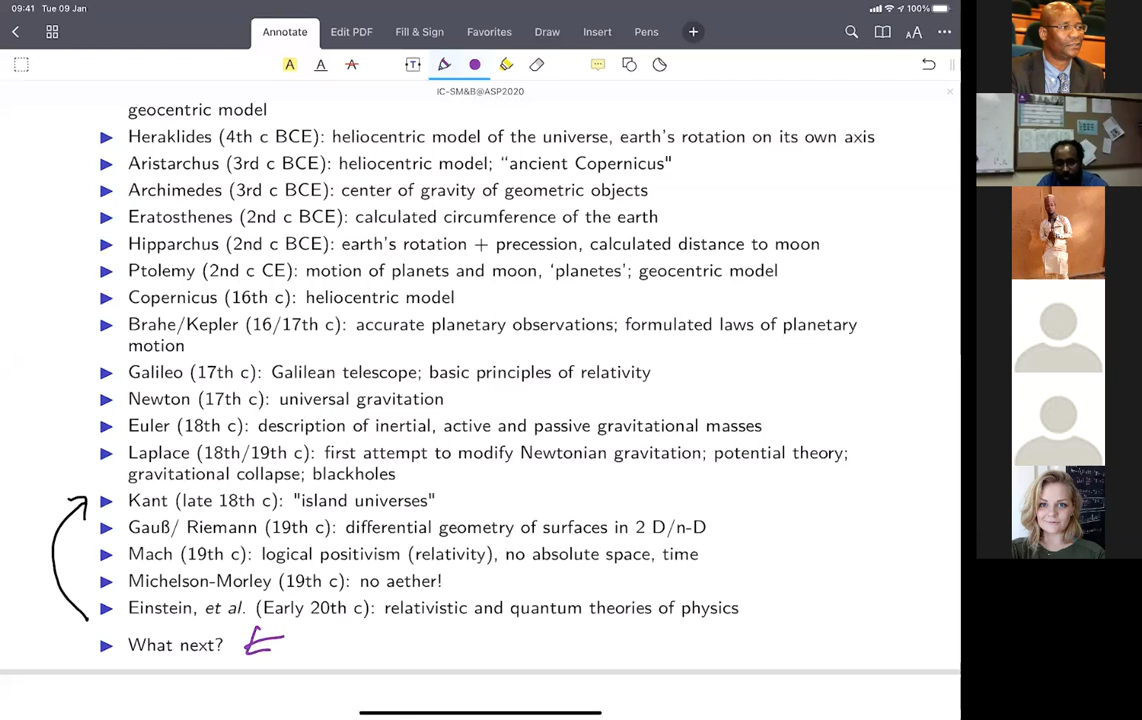 09:41 Tue 09 Jan
100%
Annotate Edit PDF Fill & Sign Favorites Draw Insert Pens
IC-SM&B@ASP2020
geocentric model
Heraklides (4th c BCE): heliocentric model of the universe, earth's rotation on its own axis
Aristarchus (3rd c BCE): heliocentric model; "ancient Copernicus"
Archimedes (3rd c BCE): center of gravity of geometric objects
Eratosthenes (2nd c BCE): calculated circumference of the earth
Hipparchus (2nd c BCE): earth's rotation + precession, calculated distance to moon
Ptolemy (2nd c CE): motion of planets and moon, 'planetes'; geocentric model
Copernicus (16th c): heliocentric model
Brahe/Kepler (16/17th c): accurate planetary observations; formulated laws of planetary
motion
Galileo (17th c): Galilean telescope; basic principles of relativity
Newton (17th c): universal gravitation
Euler (18th c): description of inertial, active and passive gravitational masses
Laplace (18th/19th c): first attempt to modify Newtonian gravitation; potential theory;
gravitational collapse; blackholes
Kant (late 18th c): "island universes"
Gauß/ Riemann (19th c): differential geometry of surfaces in 2 D/n-D
Mach (19th c): logical positivism (relativity), no absolute space, time
Michelson-Morley (19th c): no aether!
Einstein, et al. (Early 20th c): relativistic and quantum theories of physics
What next?